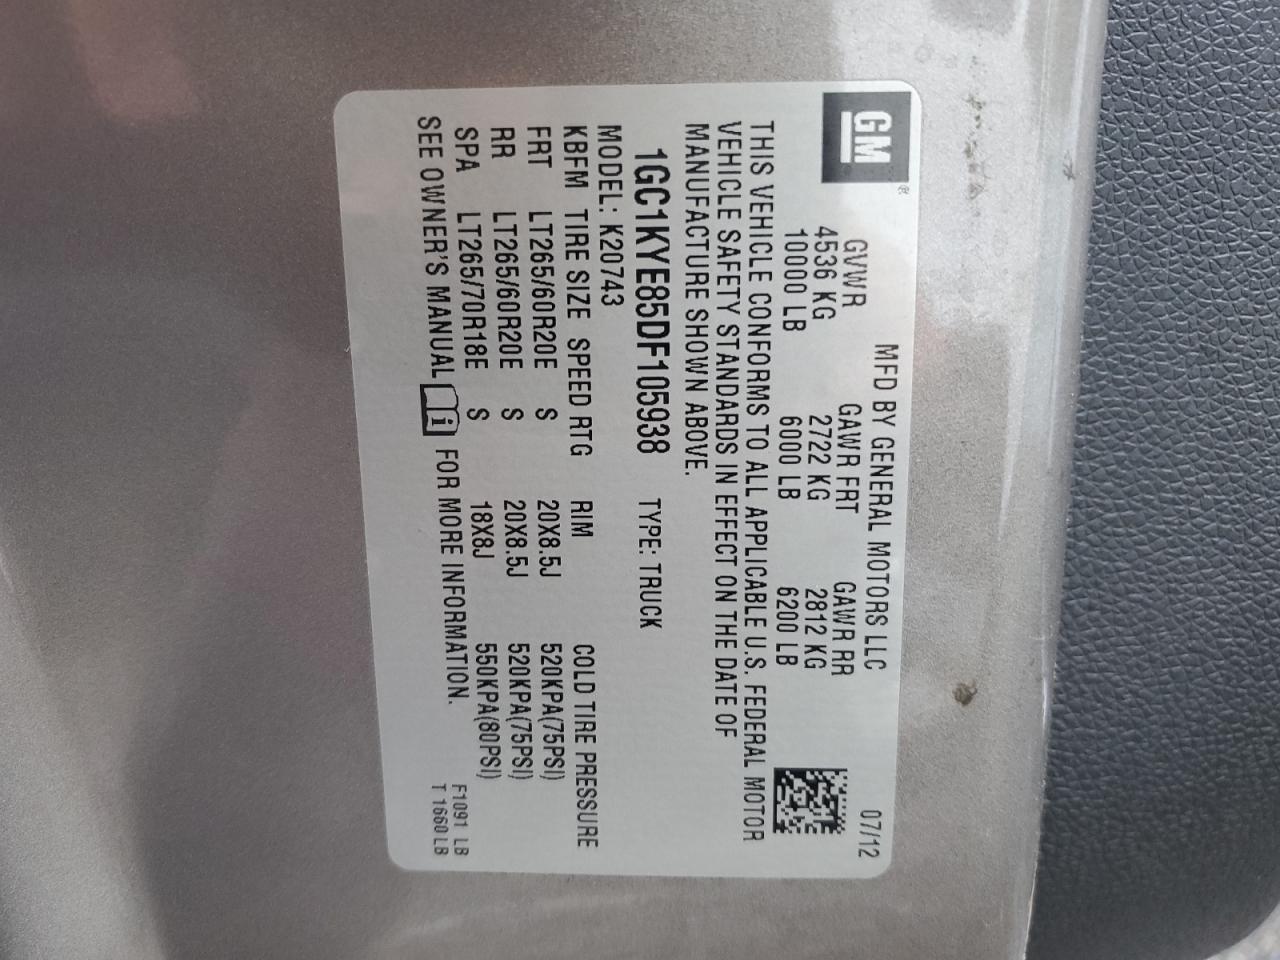 GM®
MFD BY GENERAL MOTORS LLC 07/12
GVWR GAWR FRT GAWR RR
4536 KG 2722 KG 2812 KG
10000 LB 6000 LB 6200 LB
THIS VEHICLE CONFORMS TO ALL APPLICABLE U.S. FEDERAL MOTOR
VEHICLE SAFETY STANDARDS IN EFFECT ON THE DATE OF
MANUFACTURE SHOWN ABOVE.
1GC1KYE85DF105938 TYPE: TRUCK
MODEL: K20743
KBFM TIRE SIZE SPEED RTG RIM COLD TIRE PRESSURE
FRT LT265/60R20E S 20X8.5J 520KPA(75PSI)
RR LT265/60R20E S 20X8.5J 520KPA(75PSI)
SPA LT265/70R18E S 18X8J 550KPA(80PSI)
SEE OWNER'S MANUAL i FOR MORE INFORMATION.
F1091 LB
T 1660LB